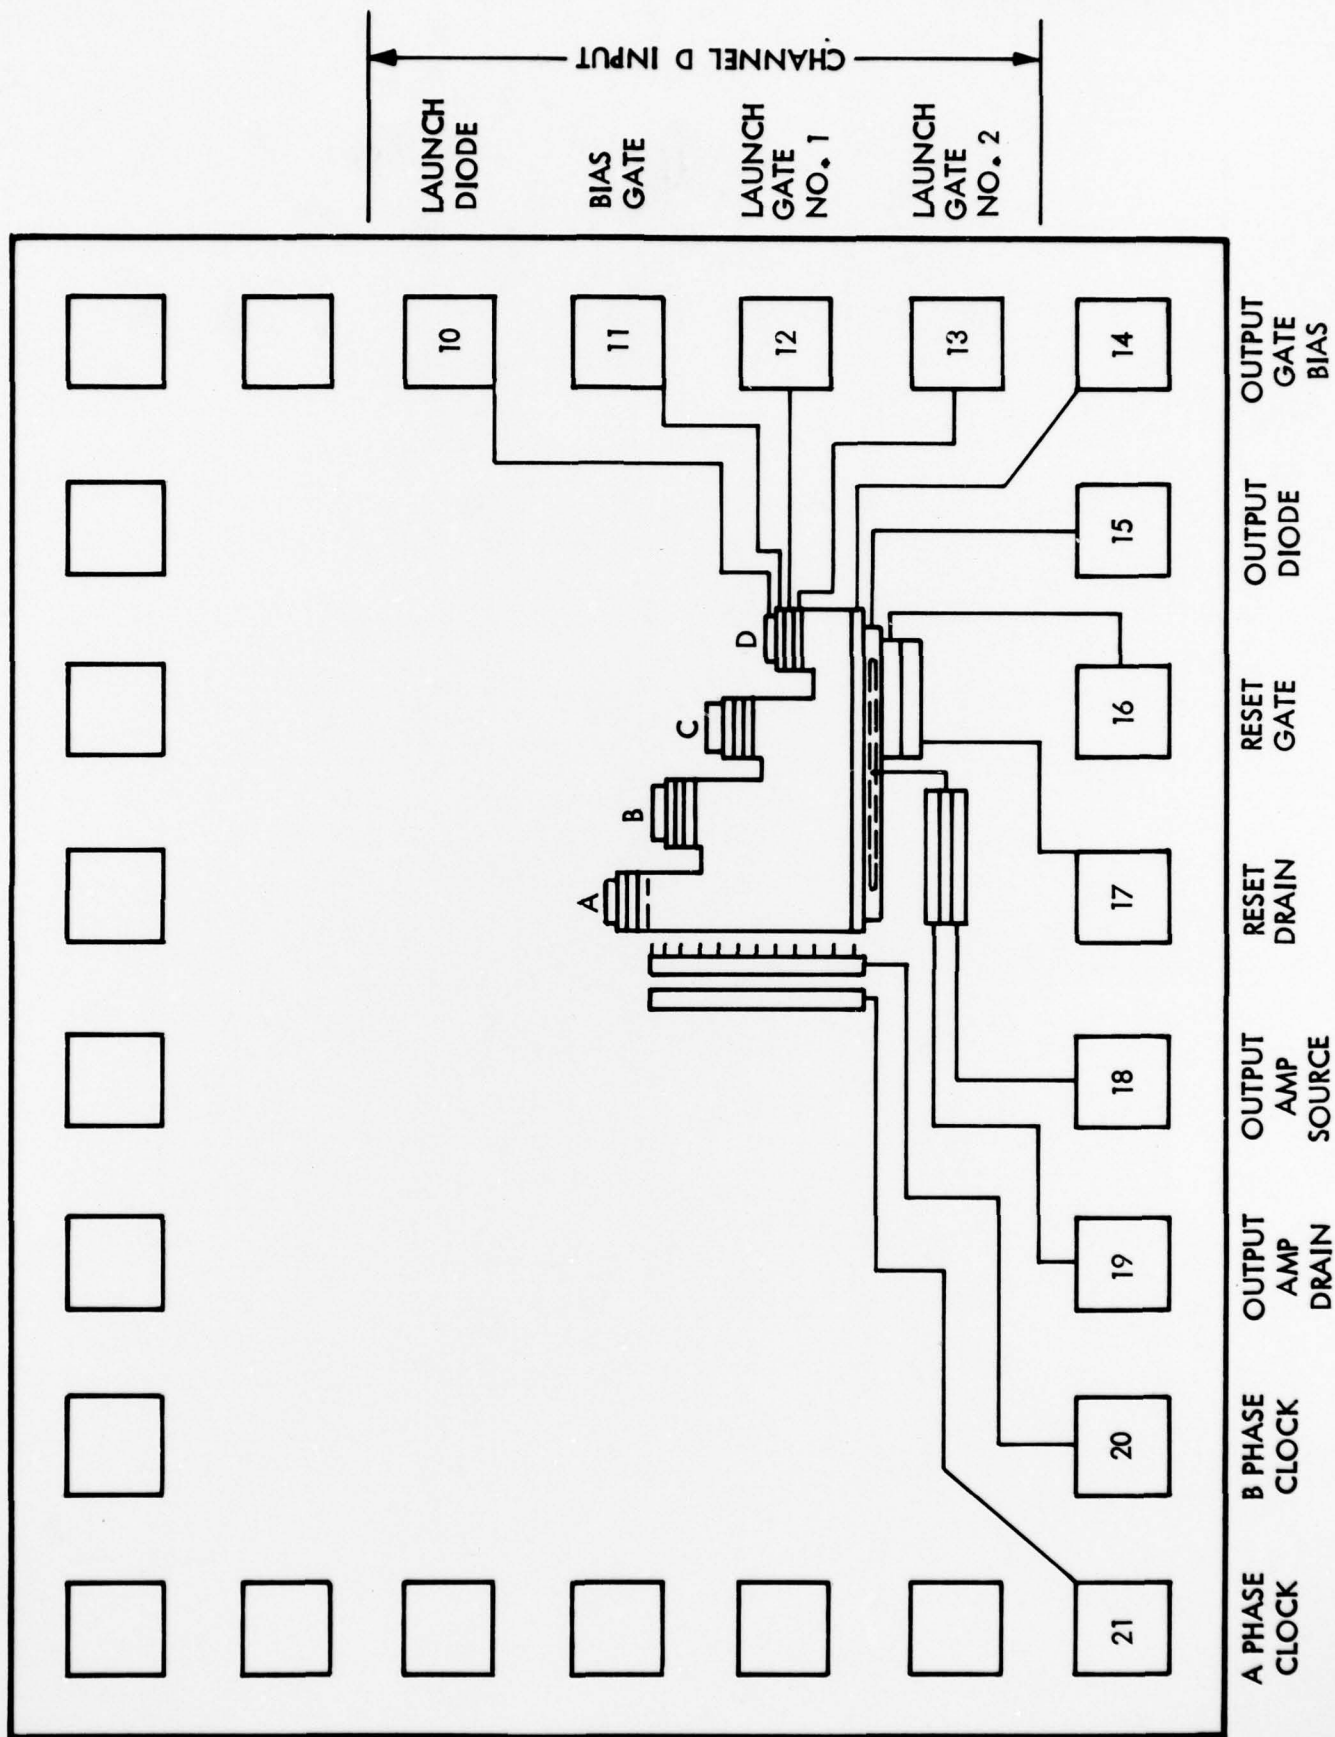 CHANNEL D INPUT
LAUNCH
DIODE
BIAS
GATE
LAUNCH
GATE
NO. 1
LAUNCH
GATE
NO. 2
10
11
12
13
14
15
16
17
18
19
20
21
A
B
C
D
A PHASE
CLOCK
B PHASE
CLOCK
OUTPUT
AMP
DRAIN
OUTPUT
AMP
SOURCE
RESET
DRAIN
RESET
GATE
OUTPUT
DIODE
OUTPUT
GATE
BIAS